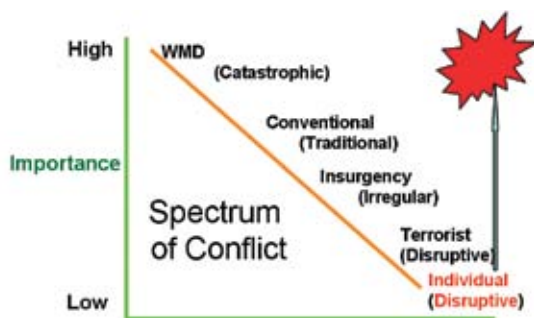 High
WMD
(Catastrophic)
Conventional
(Traditional)
Importance
Insurgency
(Irregular)
Spectrum
of Conflict
Terrorist
(Disruptive)
Individual
(Disruptive)
Low